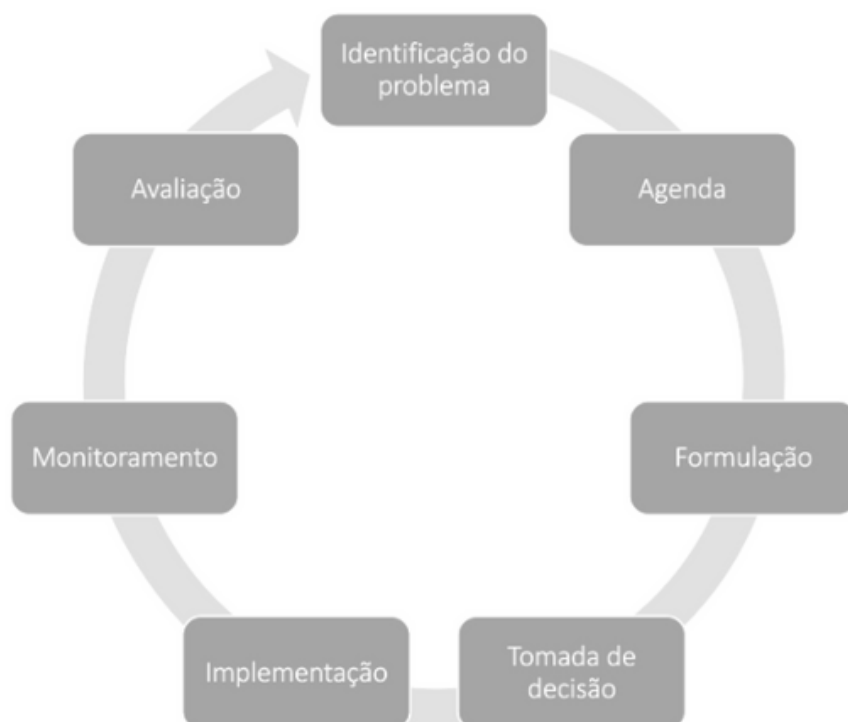 Identificação do
problema
Agenda
Formulação
Tomada de
decisão
Implementação
Monitoramento
Avaliação